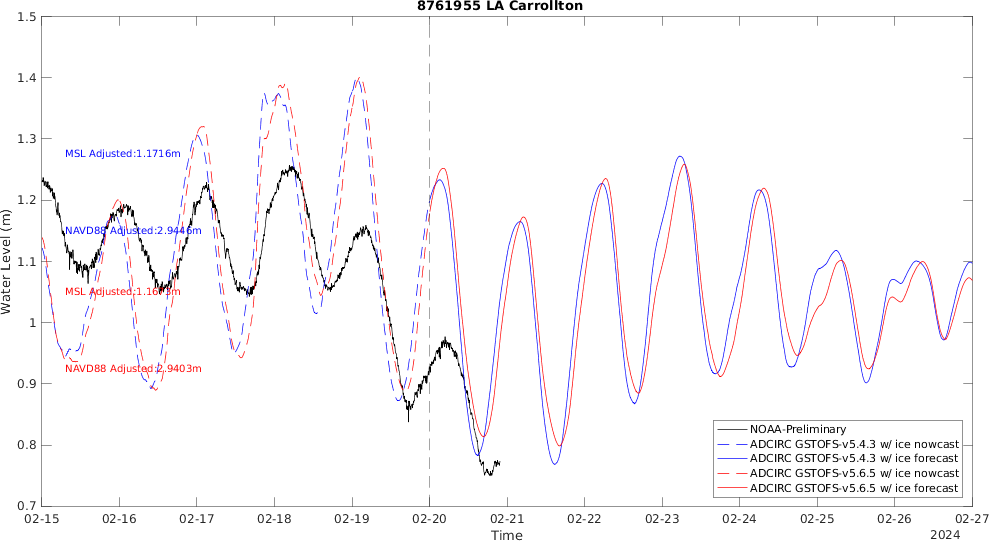 8761955 LA Carrollton
Water Level (m)
1.5
1.4
1.3
1.2
1.1
1
0.9
0.8
0.7
MSL Adjusted:1.1716m
NAVD88 Adjusted:2.9446m
NAVD88 Adjusted:2.9403m
NOAA-Preliminary
ADCIRC GSTOFS-v5.4.3 w/ ice nowcast
ADCIRC GSTOFS-v5.4.3 w/ ice forecast
ADCIRC GSTOFS-v5.6.5 w/ ice nowcast
ADCIRC GSTOFS-v5.6.5 w/ ice forecast
02-15 02-16 02-17 02-18 02-19 02-20 02-21 02-22 02-23 02-24 02-25 02-26 02-27
Time
2024